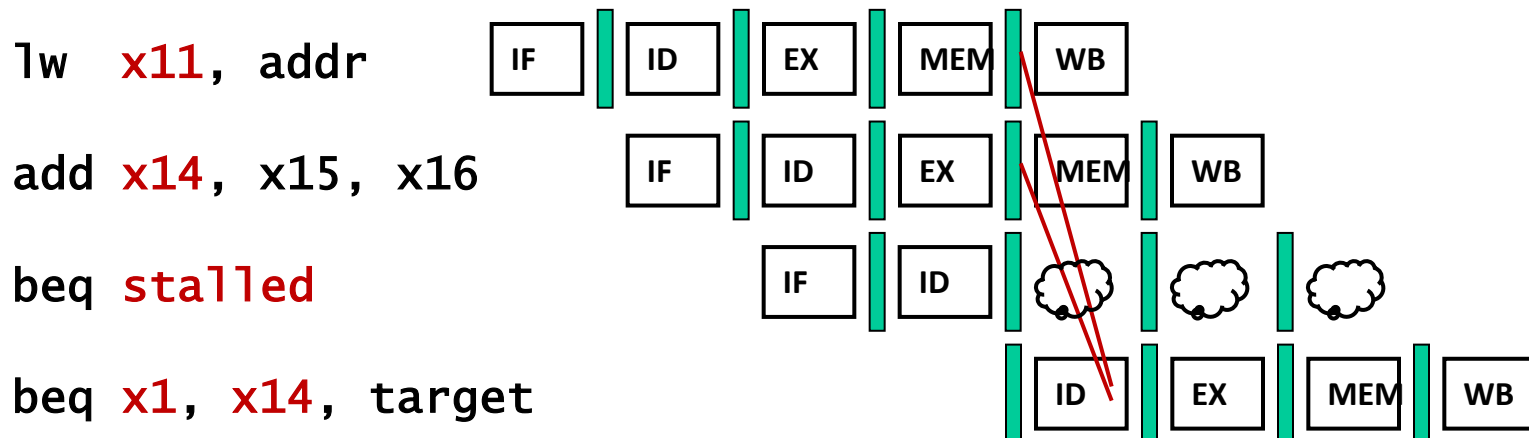 lw x11, addr IF ID EX MEM WB
add x14, x15, x16 IF ID EX MEM WB
beq stalled IF ID
beq x1, x14, target ID EX MEM WB